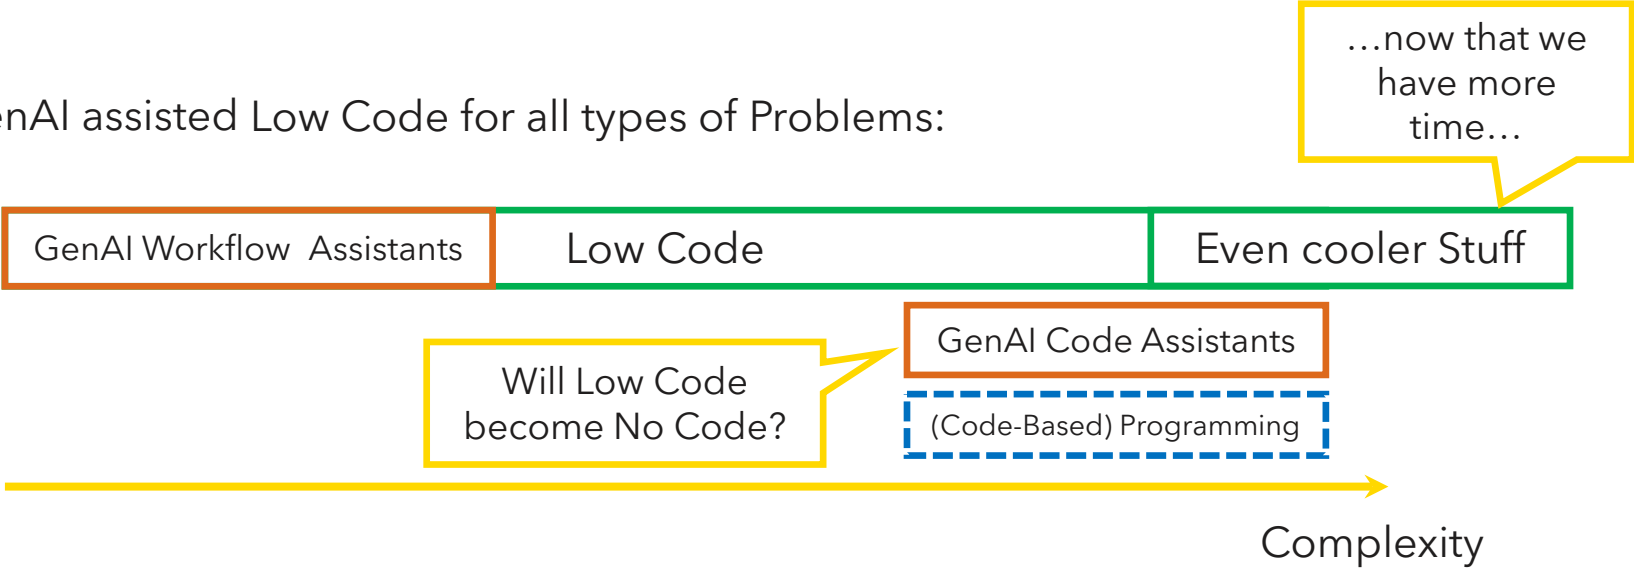 …now that we
have more
time…
enAI assisted Low Code for all types of Problems:
GenAI Workflow Assistants
Low Code
Even cooler Stuff
GenAI Code Assistants
Will Low Code
become No Code?
(Code-Based) Programming
Complexity